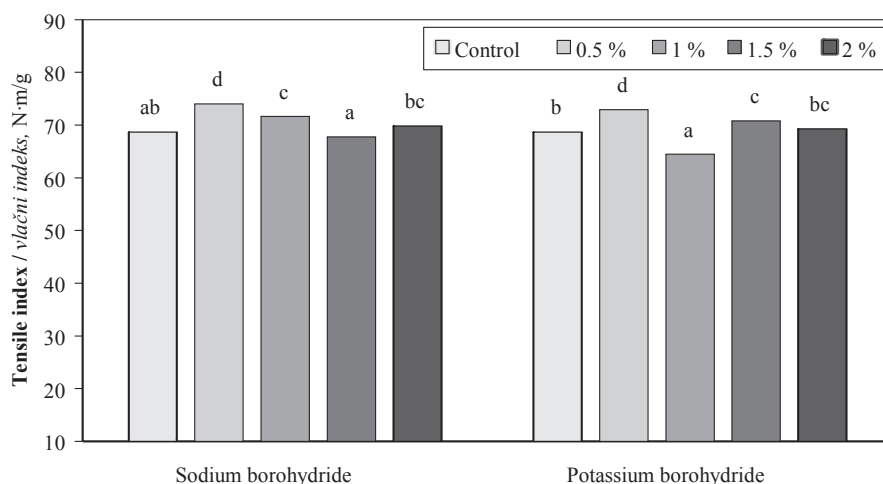 Tensile index / vlačni indeks, N·m/g
90
80
70
60
50
40
30
20
10
Control 0.5 % 1 % 1.5 % 2 %
ab d c a bc
b d a c bc
Sodium borohydride Potassium borohydride